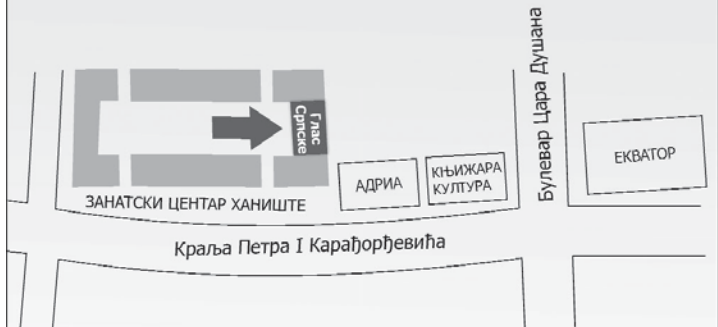 Глас
Српске
Булевар Цара Душана
АДРИА
КЊИЖАРА
КУЛТУРА
ЕКВАТОР
ЗАНАТСКИ ЦЕНТАР ХАНИШТЕ
Краља Петра I Карађорђевића